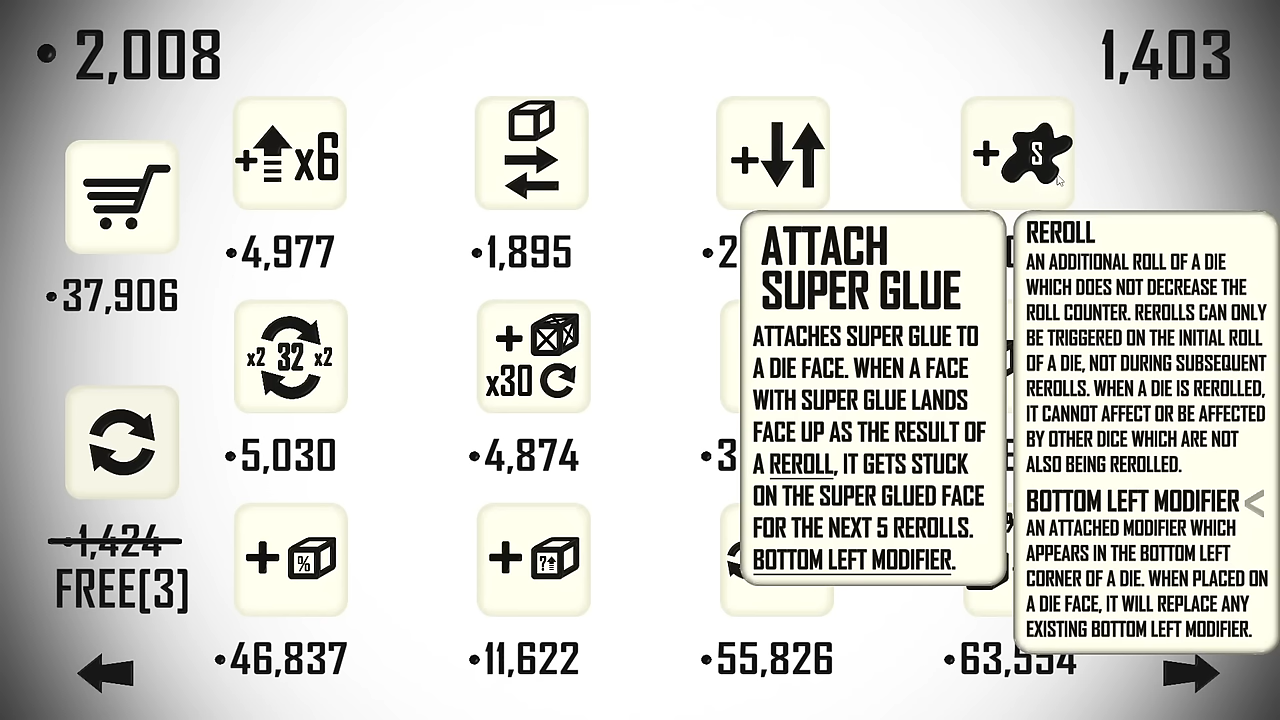 2,008
1,403
+ x6
+
+ S
4,977
1,895
2
37,906
x2 32 x2
+
x30
5,030
4,874
3
1,424
FREE[3]
+ %
+ ?
46,837
11,622
55,826
63,554
ATTACH
SUPER GLUE
ATTACHES SUPER GLUE TO
A DIE FACE. WHEN A FACE
WITH SUPER GLUE LANDS
FACE UP AS THE RESULT OF
A REROLL, IT GETS STUCK
ON THE SUPER GLUED FACE
FOR THE NEXT 5 REROLLS.
BOTTOM LEFT MODIFIER.
REROLL
AN ADDITIONAL ROLL OF A DIE
WHICH DOES NOT DECREASE THE
ROLL COUNTER. REROLLS CAN ONLY
BE TRIGGERED ON THE INITIAL ROLL
OF A DIE, NOT DURING SUBSEQUENT
REROLLS. WHEN A DIE IS REROLLED,
IT CANNOT AFFECT OR BE AFFECTED
BY OTHER DICE WHICH ARE NOT
ALSO BEING REROLLED.
BOTTOM LEFT MODIFIER <
AN ATTACHED MODIFIER WHICH
APPEARS IN THE BOTTOM LEFT
CORNER OF A DIE. WHEN PLACED ON
A DIE FACE, IT WILL REPLACE ANY
EXISTING BOTTOM LEFT MODIFIER.